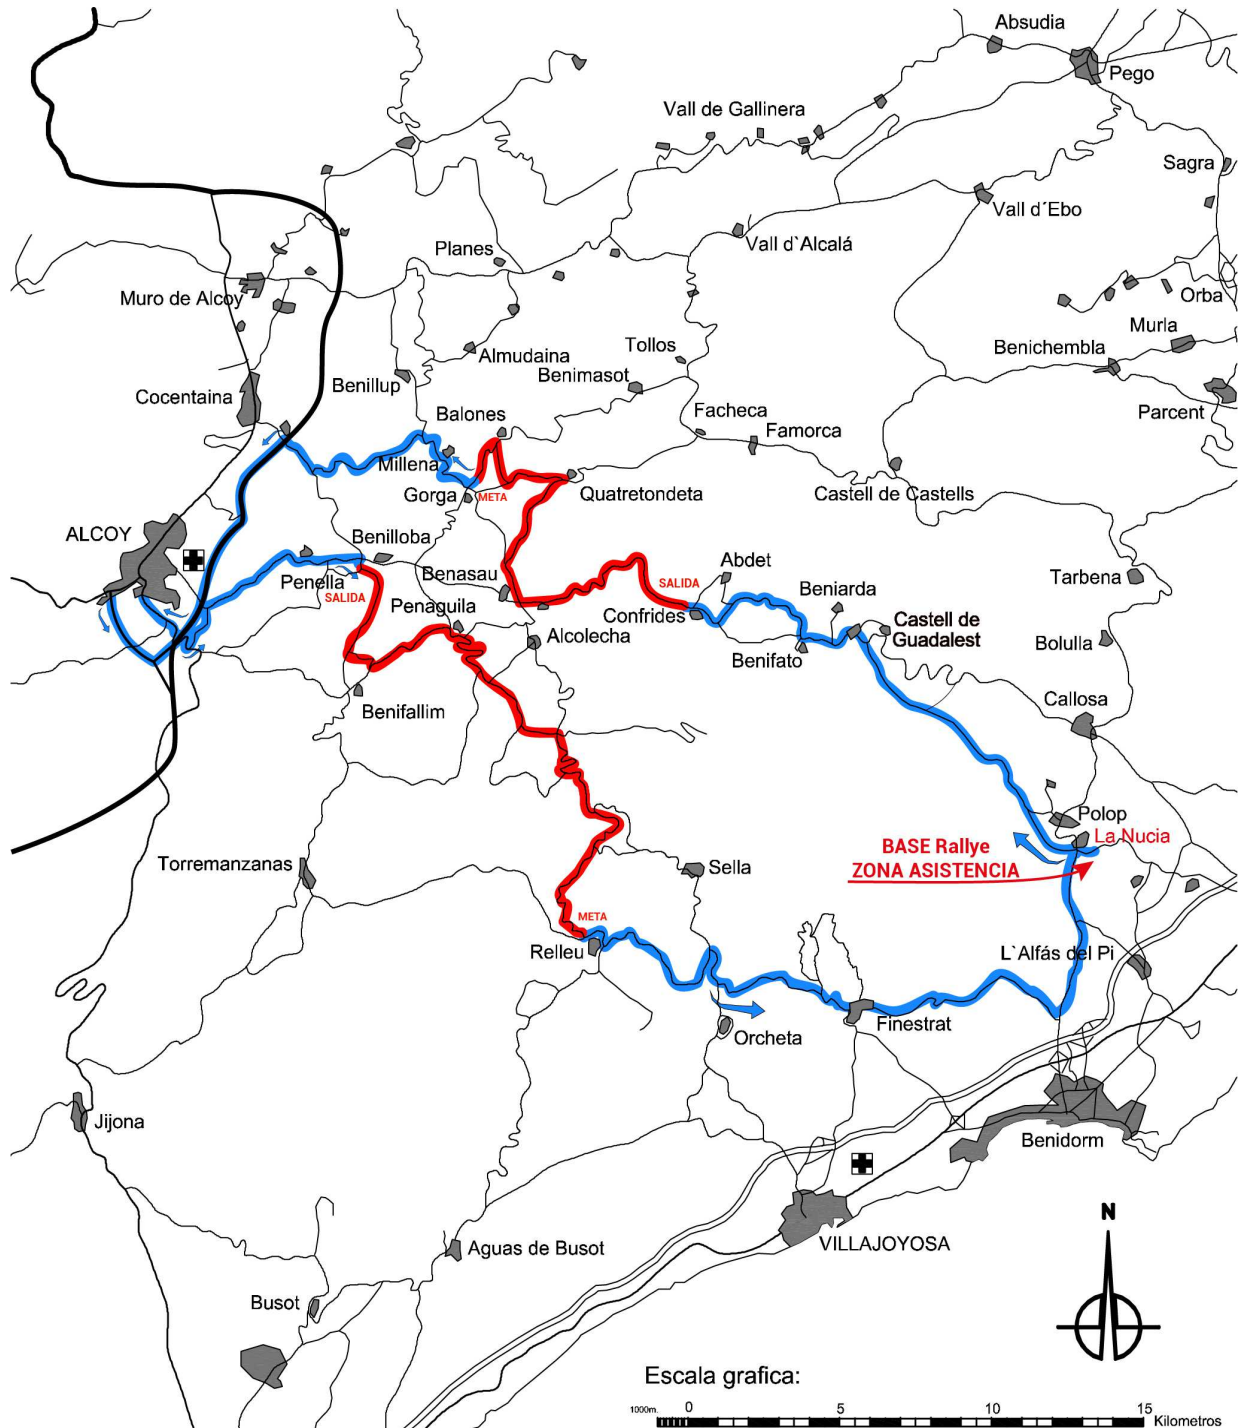 Absudia
Pego
Vall de Gallinera
Sagra
Vall d´Ebo
Vall d`Alcalá
Planes
Muro de Alcoy
Orba
Murla
Almudaina
Tollos
Benichembla
Benillup
Benimasot
Cocentaina
Parcent
Balones
Facheca
Famorca
Millena
Castell de Castells
Quatretondeta
Gorga
META
ALCOY
Benilloba
Abdet
Tarbena
Penella
Benasau
SALIDA
Beniarda
SALIDA
Penaguila
Confrides
Castell de
Guadalest
Bolulla
Alcolecha
Benifato
Callosa
Benifallim
Polop
La Nucia
BASE Rallye
ZONA ASISTENCIA
Torremanzanas
Sella
META
Relleu
L`Alfás del Pi
Finestrat
Orcheta
Jijona
Benidorm
N
VILLAJOYOSA
Aguas de Busot
Busot
Escala grafica:
1000m. 0 5 10 15
Kilometros